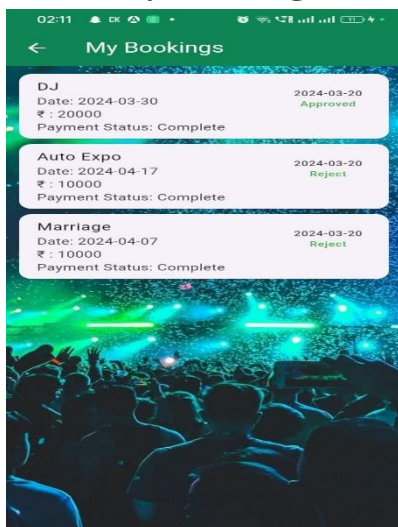 02:11 CK
← My Bookings
DJ
Date: 2024-03-30
₹ : 20000
Payment Status: Complete
2024-03-20
Approved
Auto Expo
Date: 2024-04-17
₹ : 10000
Payment Status: Complete
2024-03-20
Reject
Marriage
Date: 2024-04-07
₹ : 10000
Payment Status: Complete
2024-03-20
Reject